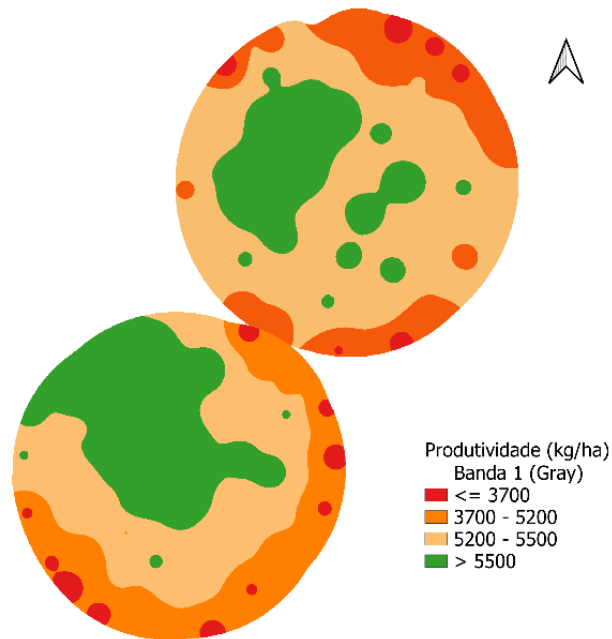 Produtividade (kg/ha)
Banda 1 (Gray)
<= 3700
3700 - 5200
5200 - 5500
> 5500